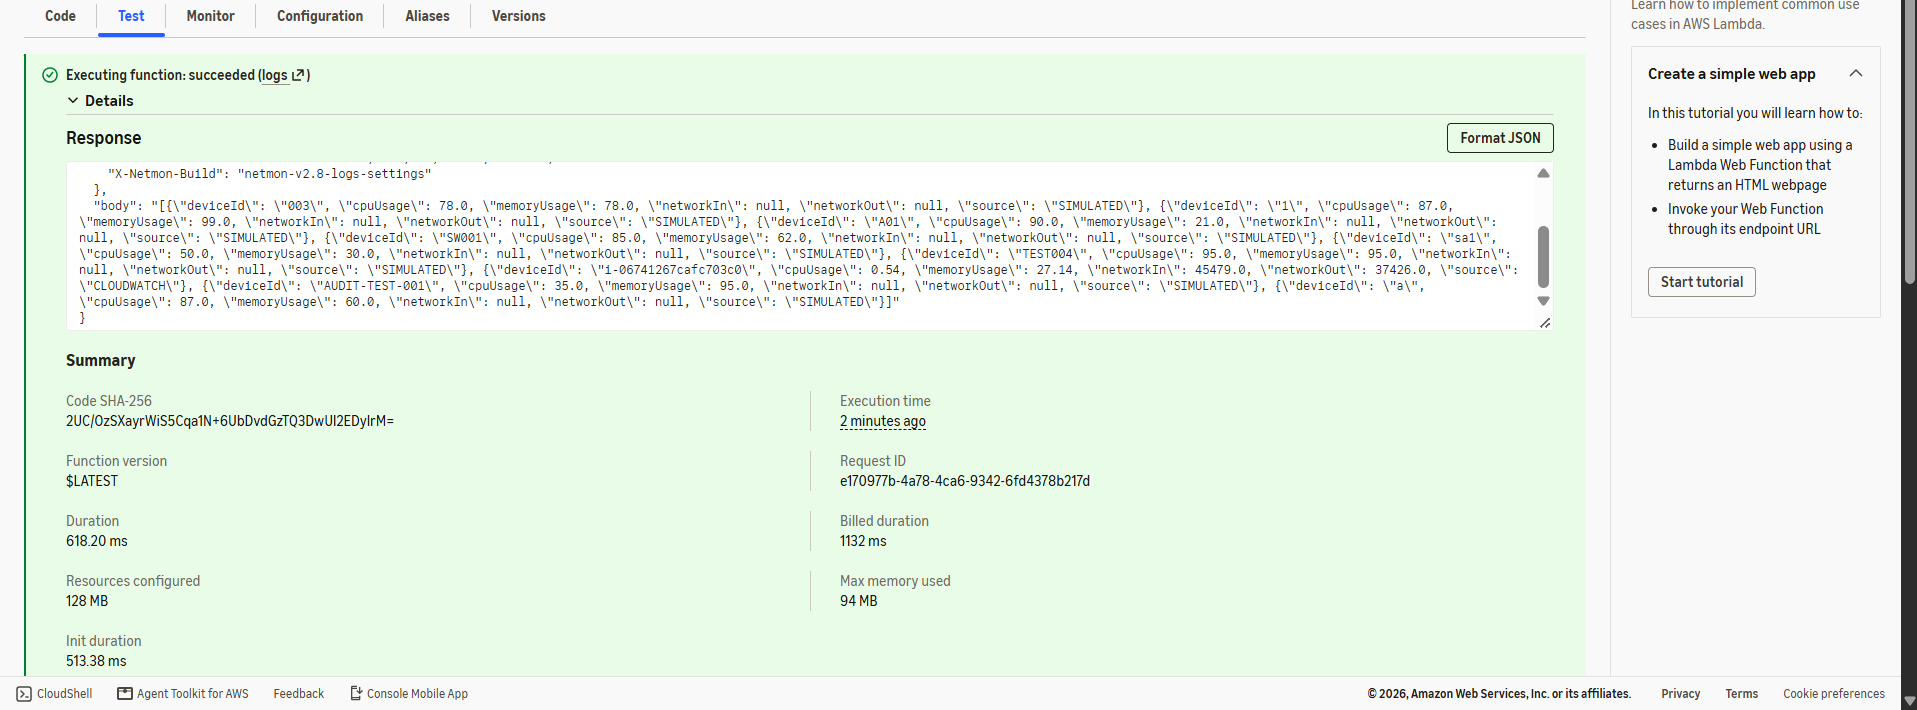 Code Test Monitor Configuration Aliases Versions
Executing function: succeeded (logs)
Details
Response
Format JSON
"X-Netmon-Build": "netmon-v2.8-logs-settings"
},
"body": "[{\"deviceId\": \"003\", \"cpuUsage\": 78.0, \"memoryUsage\": 78.0, \"networkIn\": null, \"networkOut\": null, \"source\": \"SIMULATED\"}, {\"deviceId\": \"1\", \"cpuUsage\": 87.0,
\"memoryUsage\": 99.0, \"networkIn\": null, \"networkOut\": null, \"source\": \"SIMULATED\"}, {\"deviceId\": \"A01\", \"cpuUsage\": 90.0, \"memoryUsage\": 21.0, \"networkIn\": null, \"networkOut\":
null, \"source\": \"SIMULATED\"}, {\"deviceId\": \"SW001\", \"cpuUsage\": 85.0, \"memoryUsage\": 62.0, \"networkIn\": null, \"networkOut\": null, \"source\": \"SIMULATED\"}, {\"deviceId\": \"sa1\",
\"cpuUsage\": 50.0, \"memoryUsage\": 30.0, \"networkIn\": null, \"networkOut\": null, \"source\": \"SIMULATED\"}, {\"deviceId\": \"TEST004\", \"cpuUsage\": 95.0, \"memoryUsage\": 95.0, \"networkIn\":
null, \"networkOut\": null, \"source\": \"SIMULATED\"}, {\"deviceId\": \"i-06741267cafc703c0\", \"cpuUsage\": 0.54, \"memoryUsage\": 27.14, \"networkIn\": 45479.0, \"networkOut\": 37426.0, \"source\":
\"CLOUDWATCH\"}, {\"deviceId\": \"AUDIT-TEST-001\", \"cpuUsage\": 35.0, \"memoryUsage\": 95.0, \"networkIn\": null, \"networkOut\": null, \"source\": \"SIMULATED\"}, {\"deviceId\": \"a\",
\"cpuUsage\": 87.0, \"memoryUsage\": 60.0, \"networkIn\": null, \"networkOut\": null, \"source\": \"SIMULATED\"}]"
}
Summary
Code SHA-256
2UC/OzSXayrWiS5Cqa1N+6UbDvdGzTQ3DwUI2EDylrM=
Execution time
2 minutes ago
Function version
$LATEST
Request ID
e170977b-4a78-4ca6-9342-6fd4378b217d
Duration
618.20 ms
Billed duration
1132 ms
Resources configured
128 MB
Max memory used
94 MB
Init duration
513.38 ms
Learn how to implement common use
cases in AWS Lambda.
Create a simple web app
In this tutorial you will learn how to:
• Build a simple web app using a
Lambda Web Function that
returns an HTML webpage
• Invoke your Web Function
through its endpoint URL
Start tutorial
CloudShell Agent Toolkit for AWS Feedback Console Mobile App © 2026, Amazon Web Services, Inc. or its affiliates. Privacy Terms Cookie preferences